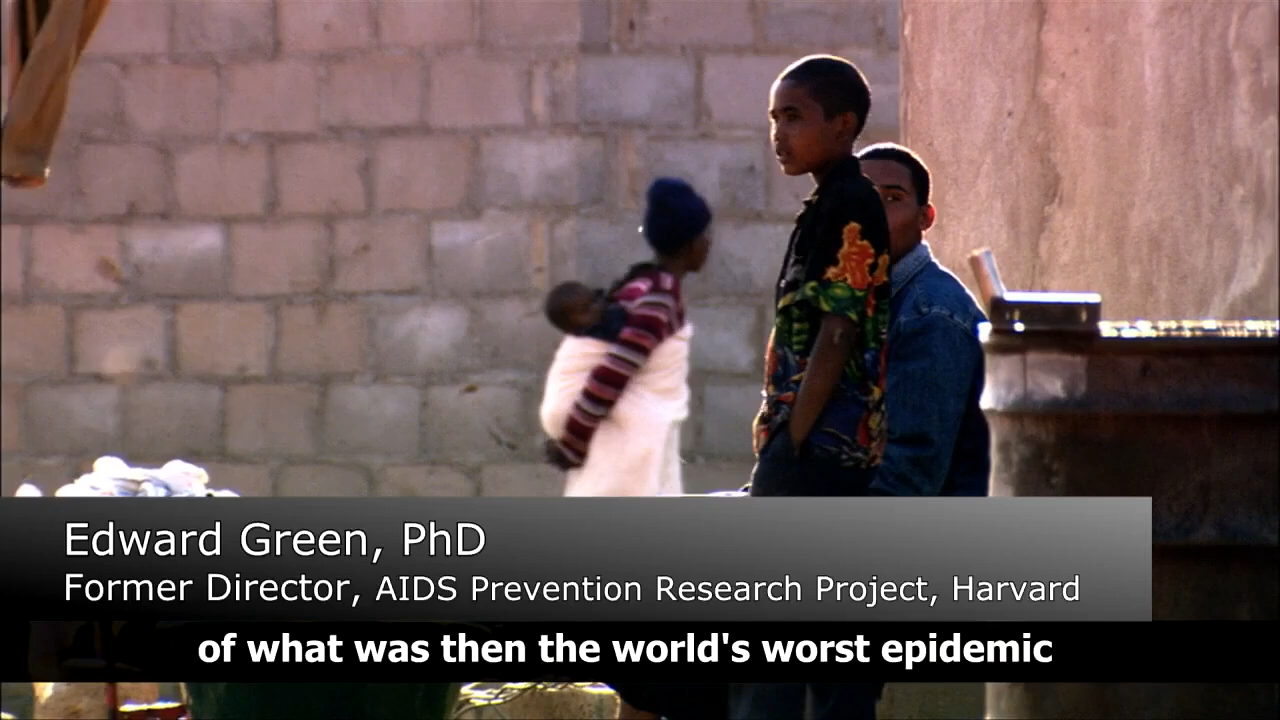 Edward Green, PhD
Former Director, AIDS Prevention Research Project, Harvard
of what was then the world's worst epidemic